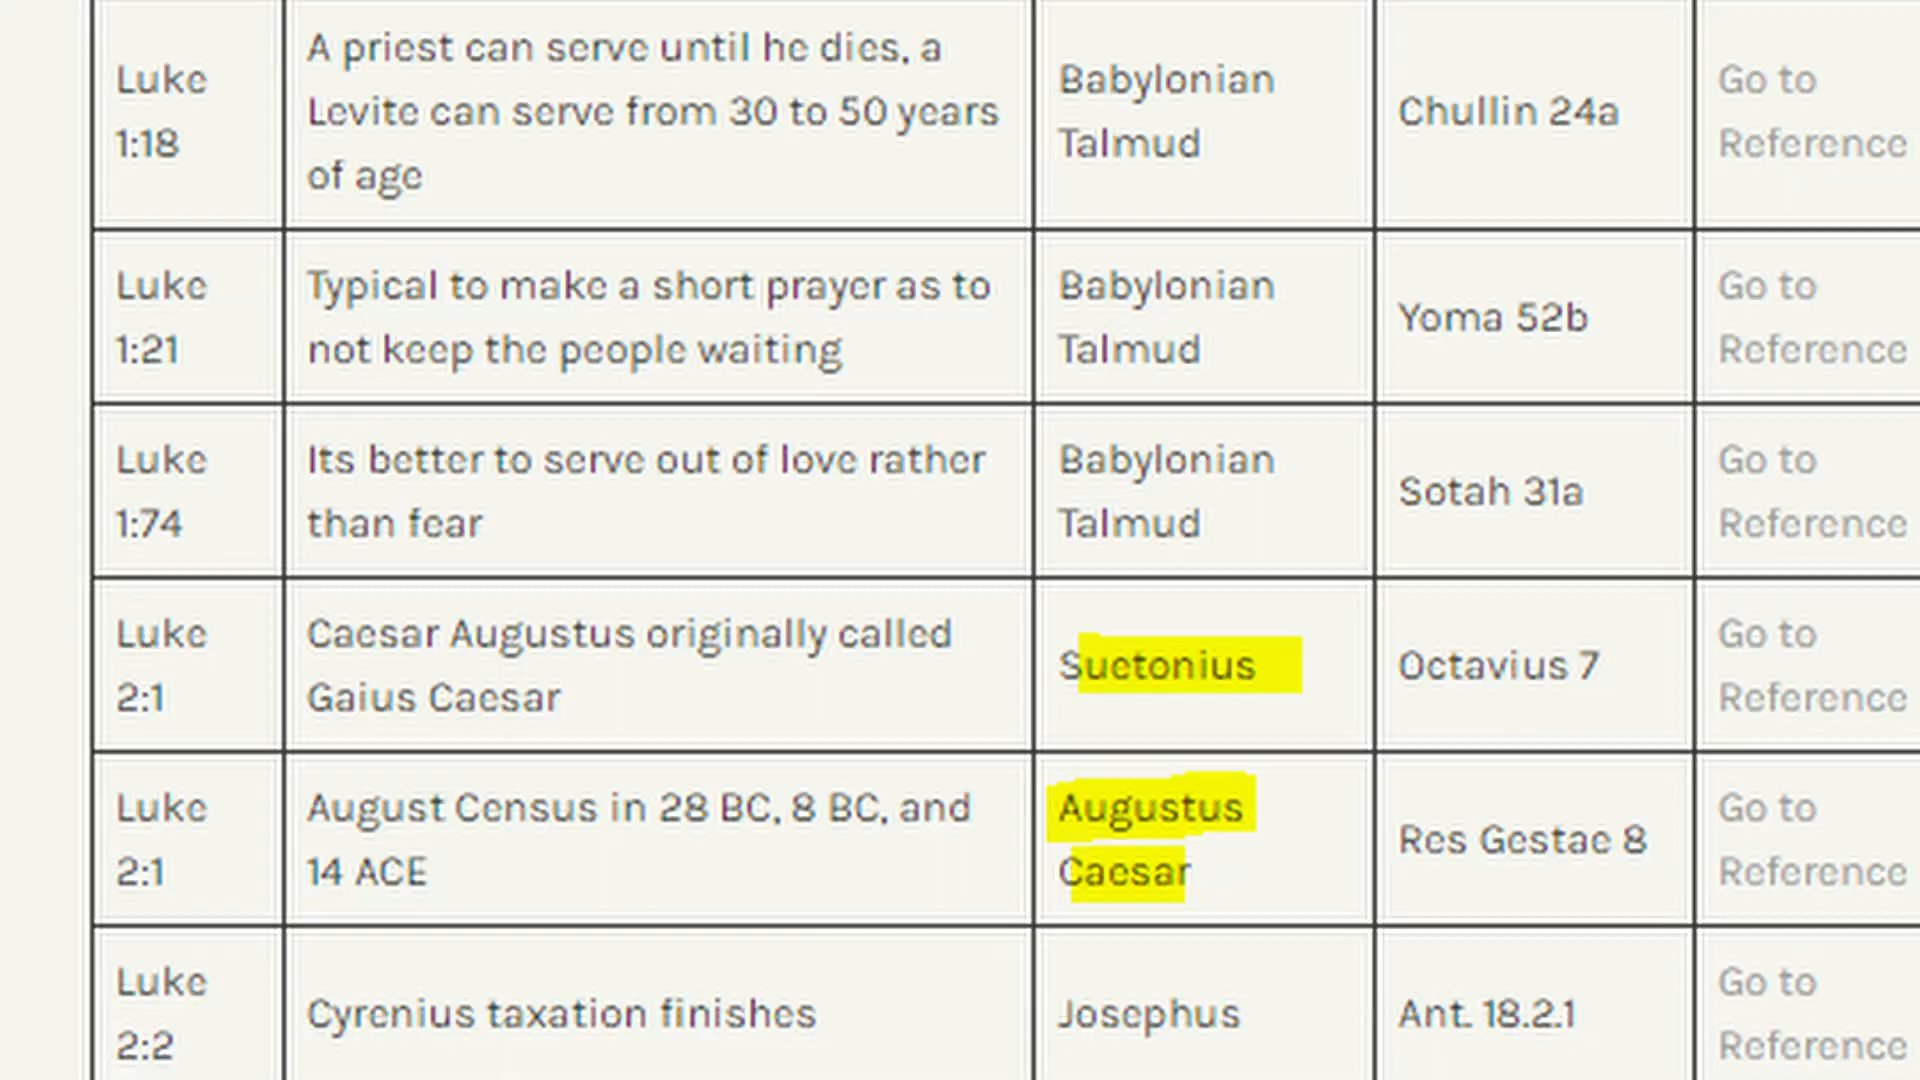 Luke 1:18
A priest can serve until he dies, a
Levite can serve from 30 to 50 years
of age
Babylonian
Talmud
Chullin 24a
Go to
Reference
Luke
1:21
Typical to make a short prayer as to
not keep the people waiting
Babylonian
Talmud
Yoma 52b
Go to
Reference
Luke
1:74
Its better to serve out of love rather
than fear
Babylonian
Talmud
Sotah 31a
Go to
Reference
Luke
2:1
Caesar Augustus originally called
Gaius Caesar
Suetonius
Octavius 7
Go to
Reference
Luke
2:1
August Census in 28 BC, 8 BC, and
14 ACE
Augustus
Caesar
Res Gestae 8
Go to
Reference
Luke
2:2
Cyrenius taxation finishes
Josephus
Ant. 18.2.1
Go to
Reference